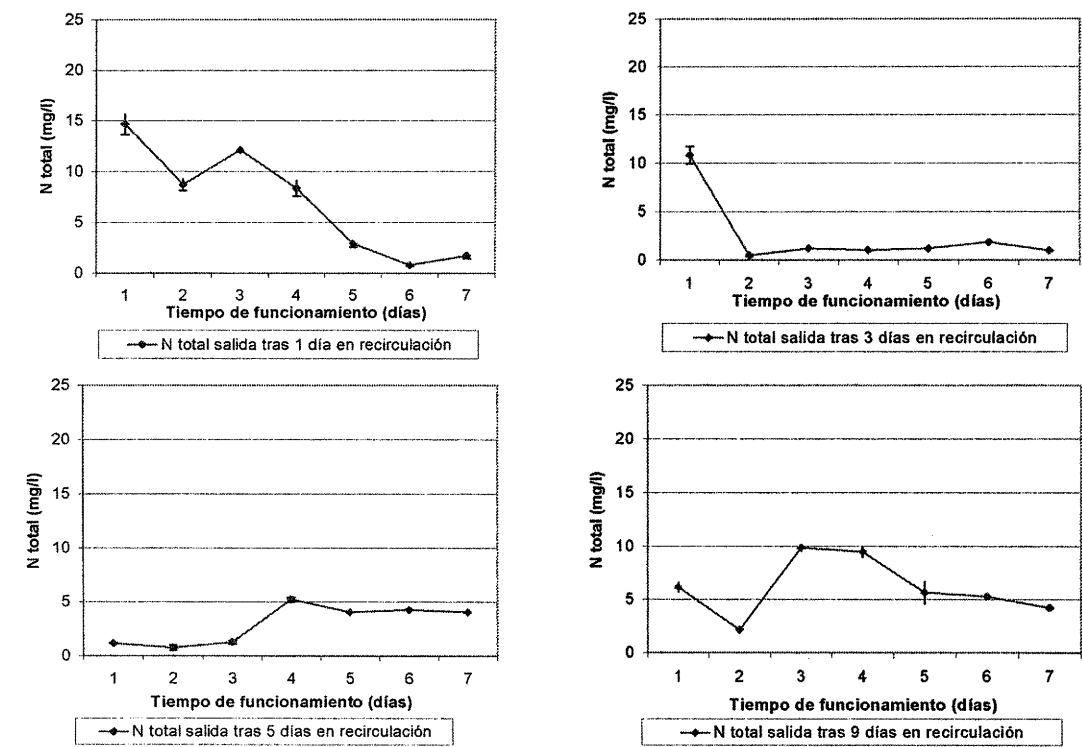 25
20
15
10
5
0
N total (mg/l)
1 2 3 4 5 6 7
Tiempo de funcionamiento (días)
N total salida tras 1 día en recirculación
25
20
15
10
5
0
N total (mg/l)
1 2 3 4 5 6 7
Tiempo de funcionamiento (días)
N total salida tras 3 días en recirculación
25
20
15
10
5
0
N total (mg/l)
1 2 3 4 5 6 7
Tiempo de funcionamiento (días)
N total salida tras 5 días en recirculación
25
20
15
10
5
0
N total (mg/l)
1 2 3 4 5 6 7
Tiempo de funcionamiento (días)
N total salida tras 9 días en recirculación